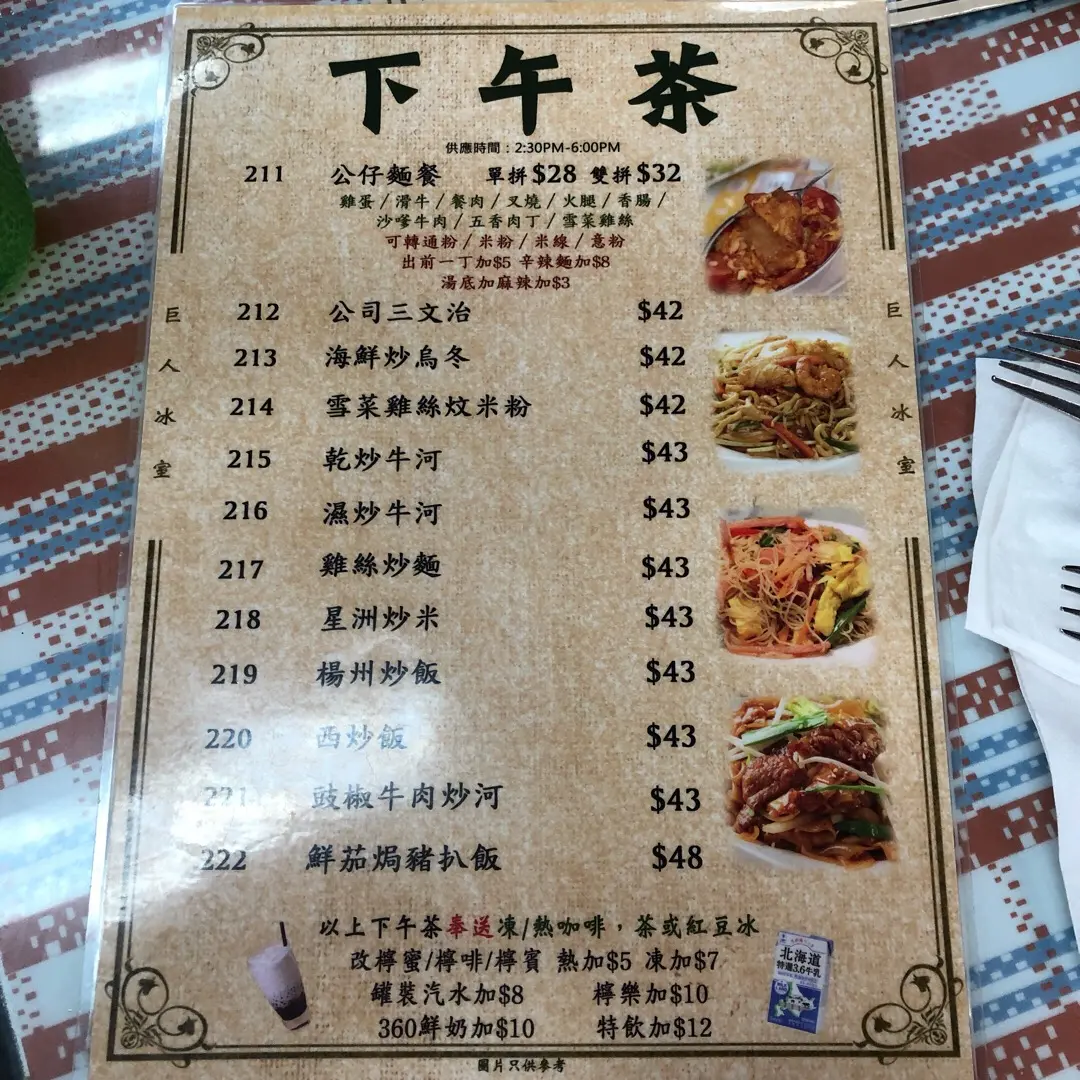 下午茶
供應時間：2:30PM-6:00PM
211 公仔麵餐 單拼$28 雙拼$32
雞蛋/滑牛/餐肉/叉燒/火腿/香腸/
沙嗲牛肉/五香肉丁/雪菜雞絲
可轉通粉/米粉/米線/意粉
出前一丁加$5 辛辣麵加$8
湯底加麻辣加$3
212 公司三文治 $42
213 海鮮炒烏冬 $42
214 雪菜雞絲炆米粉 $42
215 乾炒牛河 $43
216 濕炒牛河 $43
217 雞絲炒麵 $43
218 星洲炒米 $43
219 楊州炒飯 $43
220 西炒飯 $43
221 豉椒牛肉炒河 $43
222 鮮茄焗豬扒飯 $48
巨人冰室
巨人冰室
以上下午茶奉送凍/熱咖啡，茶或紅豆冰
改檸蜜/檸啡/檸賓 熱加$5 凍加$7
罐裝汽水加$8 檸樂加$10
360鮮奶加$10 特飲加$12
北海道
特選3.6牛乳
圖片只供參考